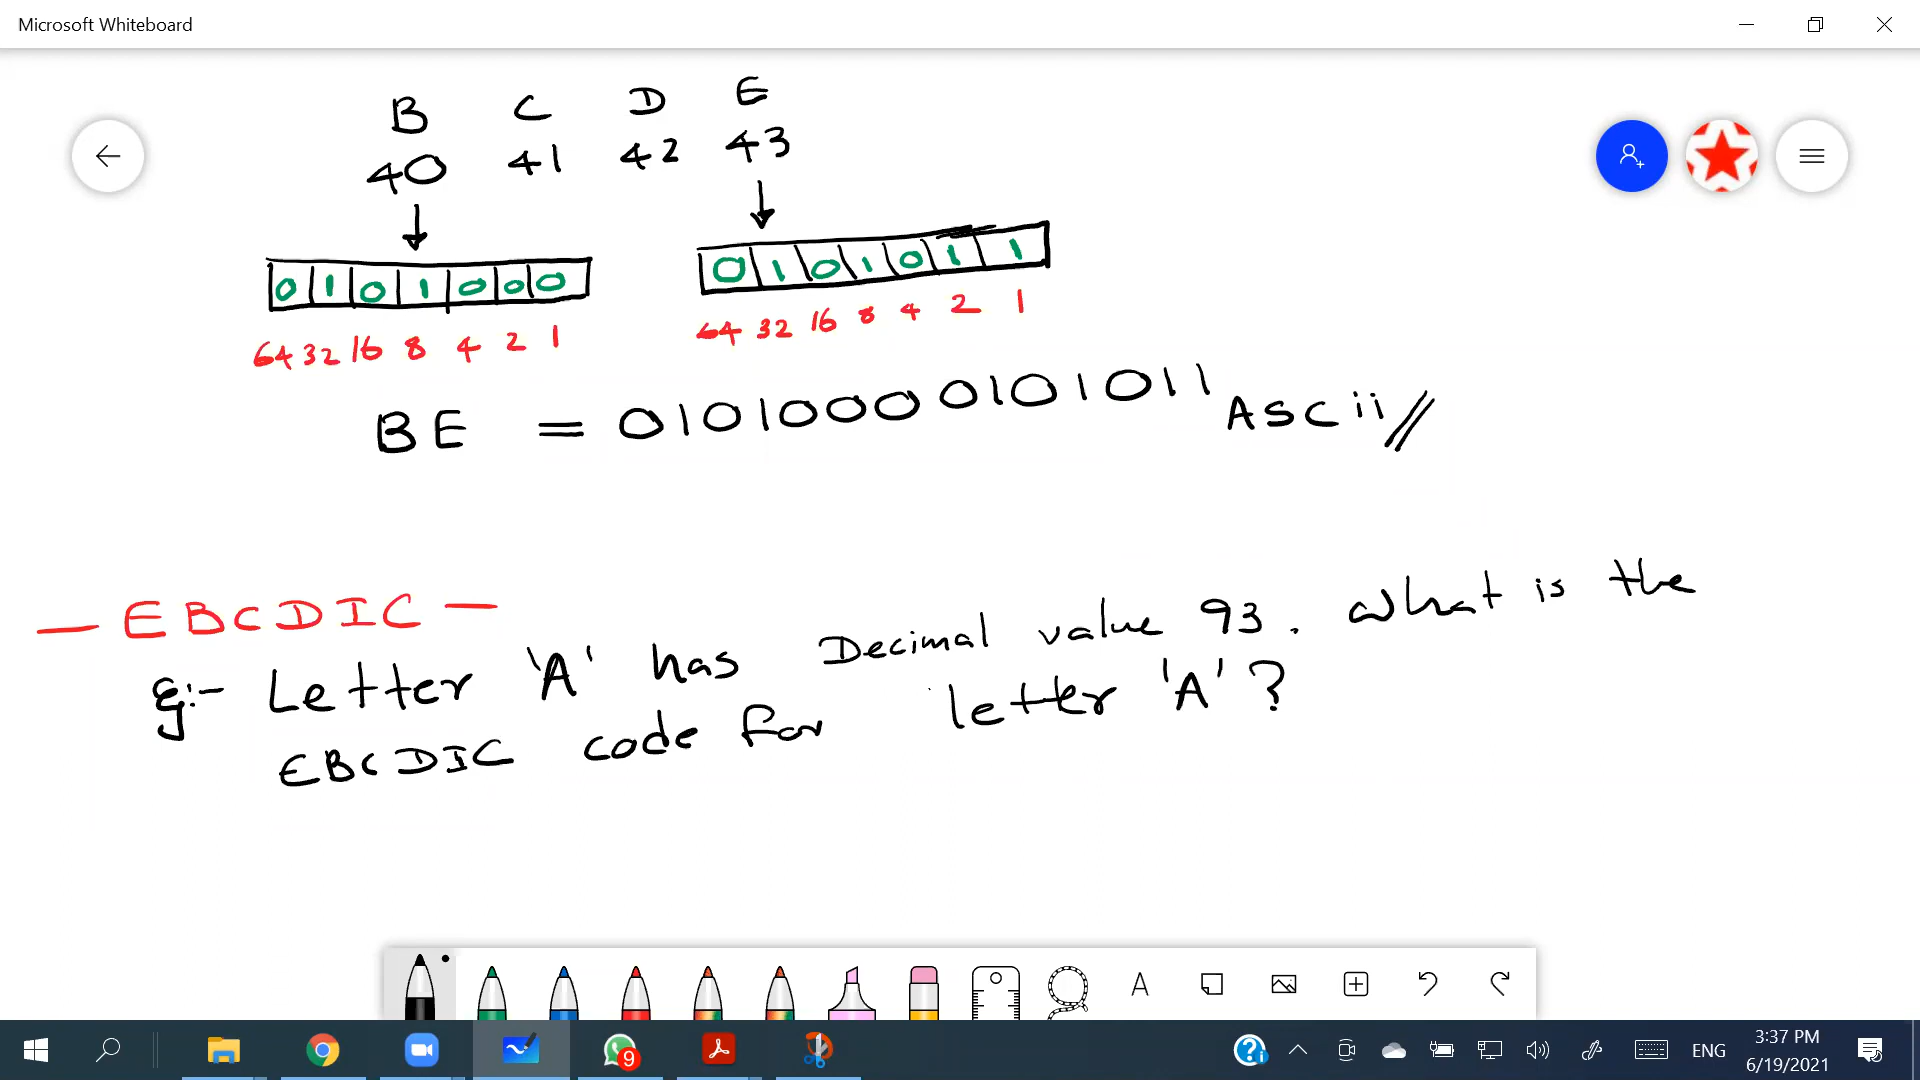 Microsoft Whiteboard
B C D E
40 41 42 43
0 1 0 1 0 0 0
0 1 0 1 0 1 1
64 32 16 8 4 2 1
64 32 16 8 4 2 1
BE = 01010000101011 ASCii
— EBCDIC —
Eg:- Letter 'A' has Decimal value 93. What is the
EBCDIC code for letter 'A'?
A
9
ENG
3:37 PM
6/19/2021